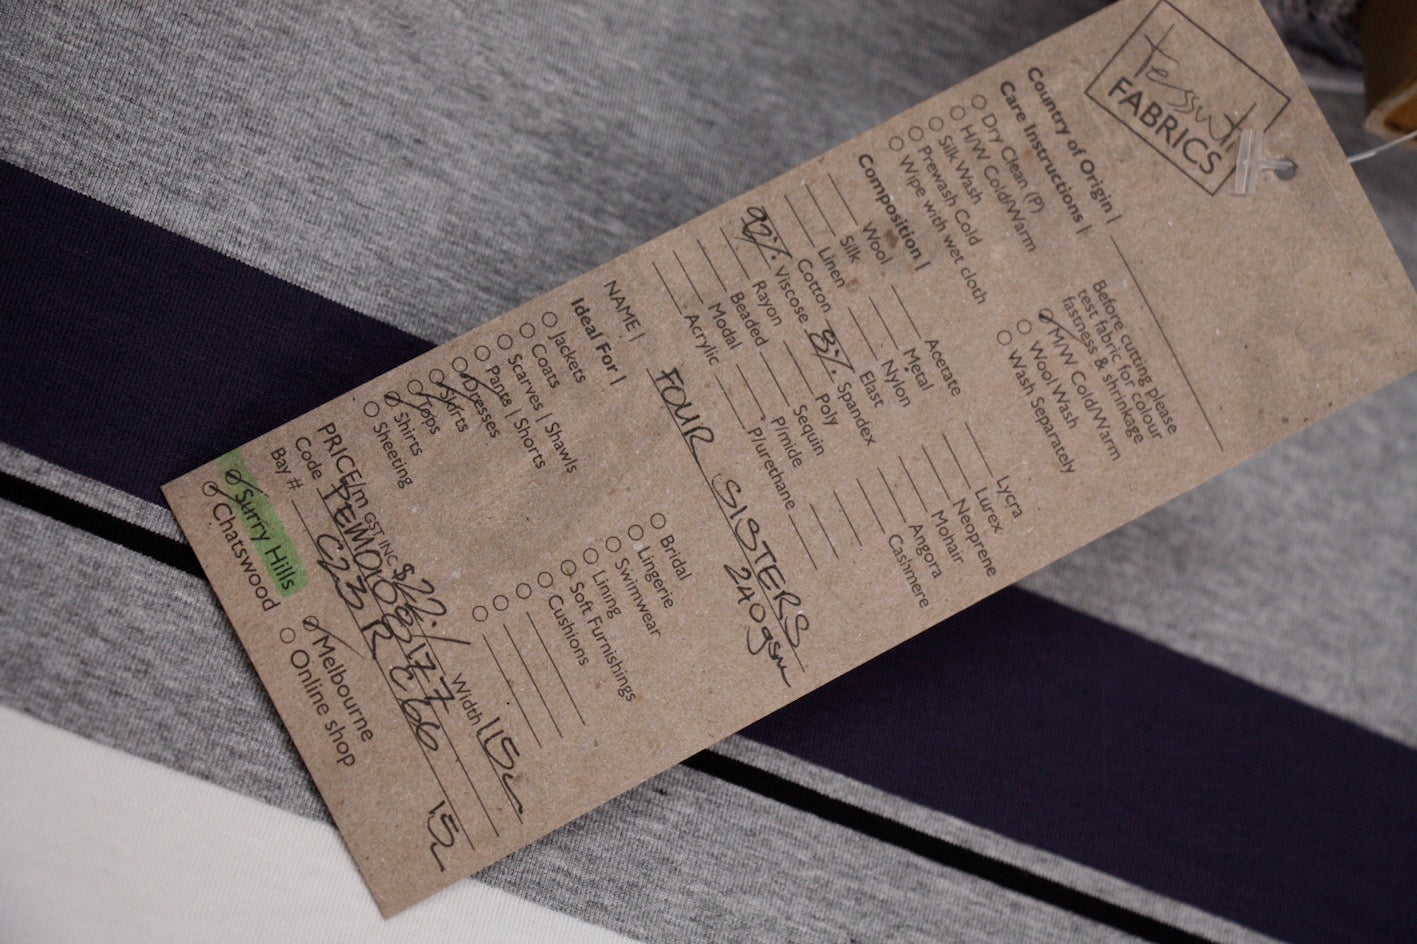 Tessuti
FABRICS
Country of Origin |
Care Instructions |
Before cutting please
test fabric for colour
fastness & shrinkage
Dry Clean (P)
H/W Cold/Warm
Silk Wash
Prewash Cold
Wipe with wet cloth
M/W Cold/Warm
Wool Wash
Wash Separately
Composition |
Wool
Silk
Linen
Cotton
92% Viscose
Rayon
Beaded
Modal
Acrylic
Acetate
Metal
Nylon
Elast
8% Spandex
Poly
Sequin
P/mide
P/urethane
Lycra
Lurex
Neoprene
Mohair
Angora
Cashmere
NAME | FOUR SISTERS
240gsm
Ideal For |
Jackets
Coats
Scarves | Shawls
Pants | Shorts
Dresses
Skirts
Tops
Shirts
Sheeting
Bridal
Lingerie
Swimwear
Lining
Soft Furnishings
Cushions
PRICE/m GST INC $22./ Width 115
Code
Bay # C23
Surry Hills
Chatswood
Melbourne
Online shop